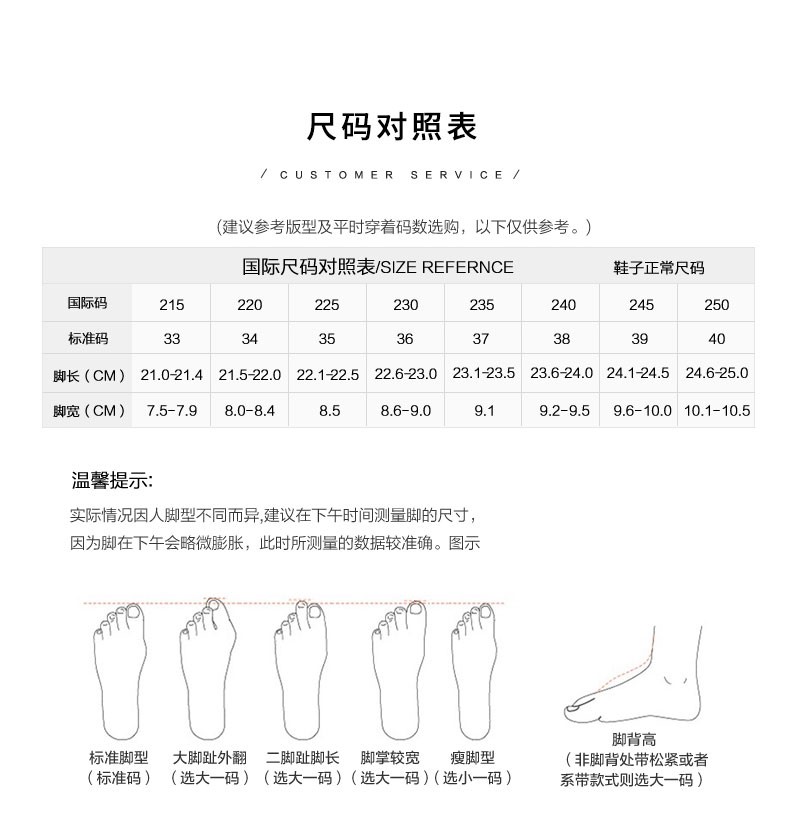 尺码对照表
/ CUSTOMER SERVICE /
(建议参考版型及平时穿着码数选购，以下仅供参考。)
国际尺码对照表/SIZE REFERNCE 鞋子正常尺码
国际码 215 220 225 230 235 240 245 250
标准码 33 34 35 36 37 38 39 40
脚长（CM） 21.0-21.4 21.5-22.0 22.1-22.5 22.6-23.0 23.1-23.5 23.6-24.0 24.1-24.5 24.6-25.0
脚宽（CM） 7.5-7.9 8.0-8.4 8.5 8.6-9.0 9.1 9.2-9.5 9.6-10.0 10.1-10.5
温馨提示:
实际情况因人脚型不同而异,建议在下午时间测量脚的尺寸，
因为脚在下午会略微膨胀，此时所测量的数据较准确。图示
标准脚型 大脚趾外翻 二脚趾脚长 脚掌较宽 瘦脚型
（标准码）（选大一码）（选大一码）（选大一码）（选小一码）
脚背高
（非脚背处带松紧或者
系带款式则选大一码）